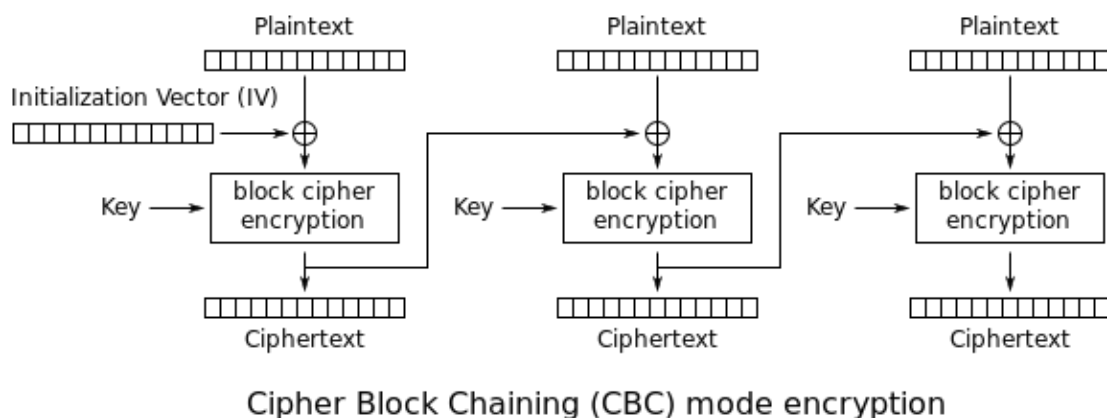 Plaintext
Plaintext
Plaintext
Initialization Vector (IV)
Key
block cipher
encryption
Key
block cipher
encryption
Key
block cipher
encryption
Ciphertext
Ciphertext
Ciphertext
Cipher Block Chaining (CBC) mode encryption